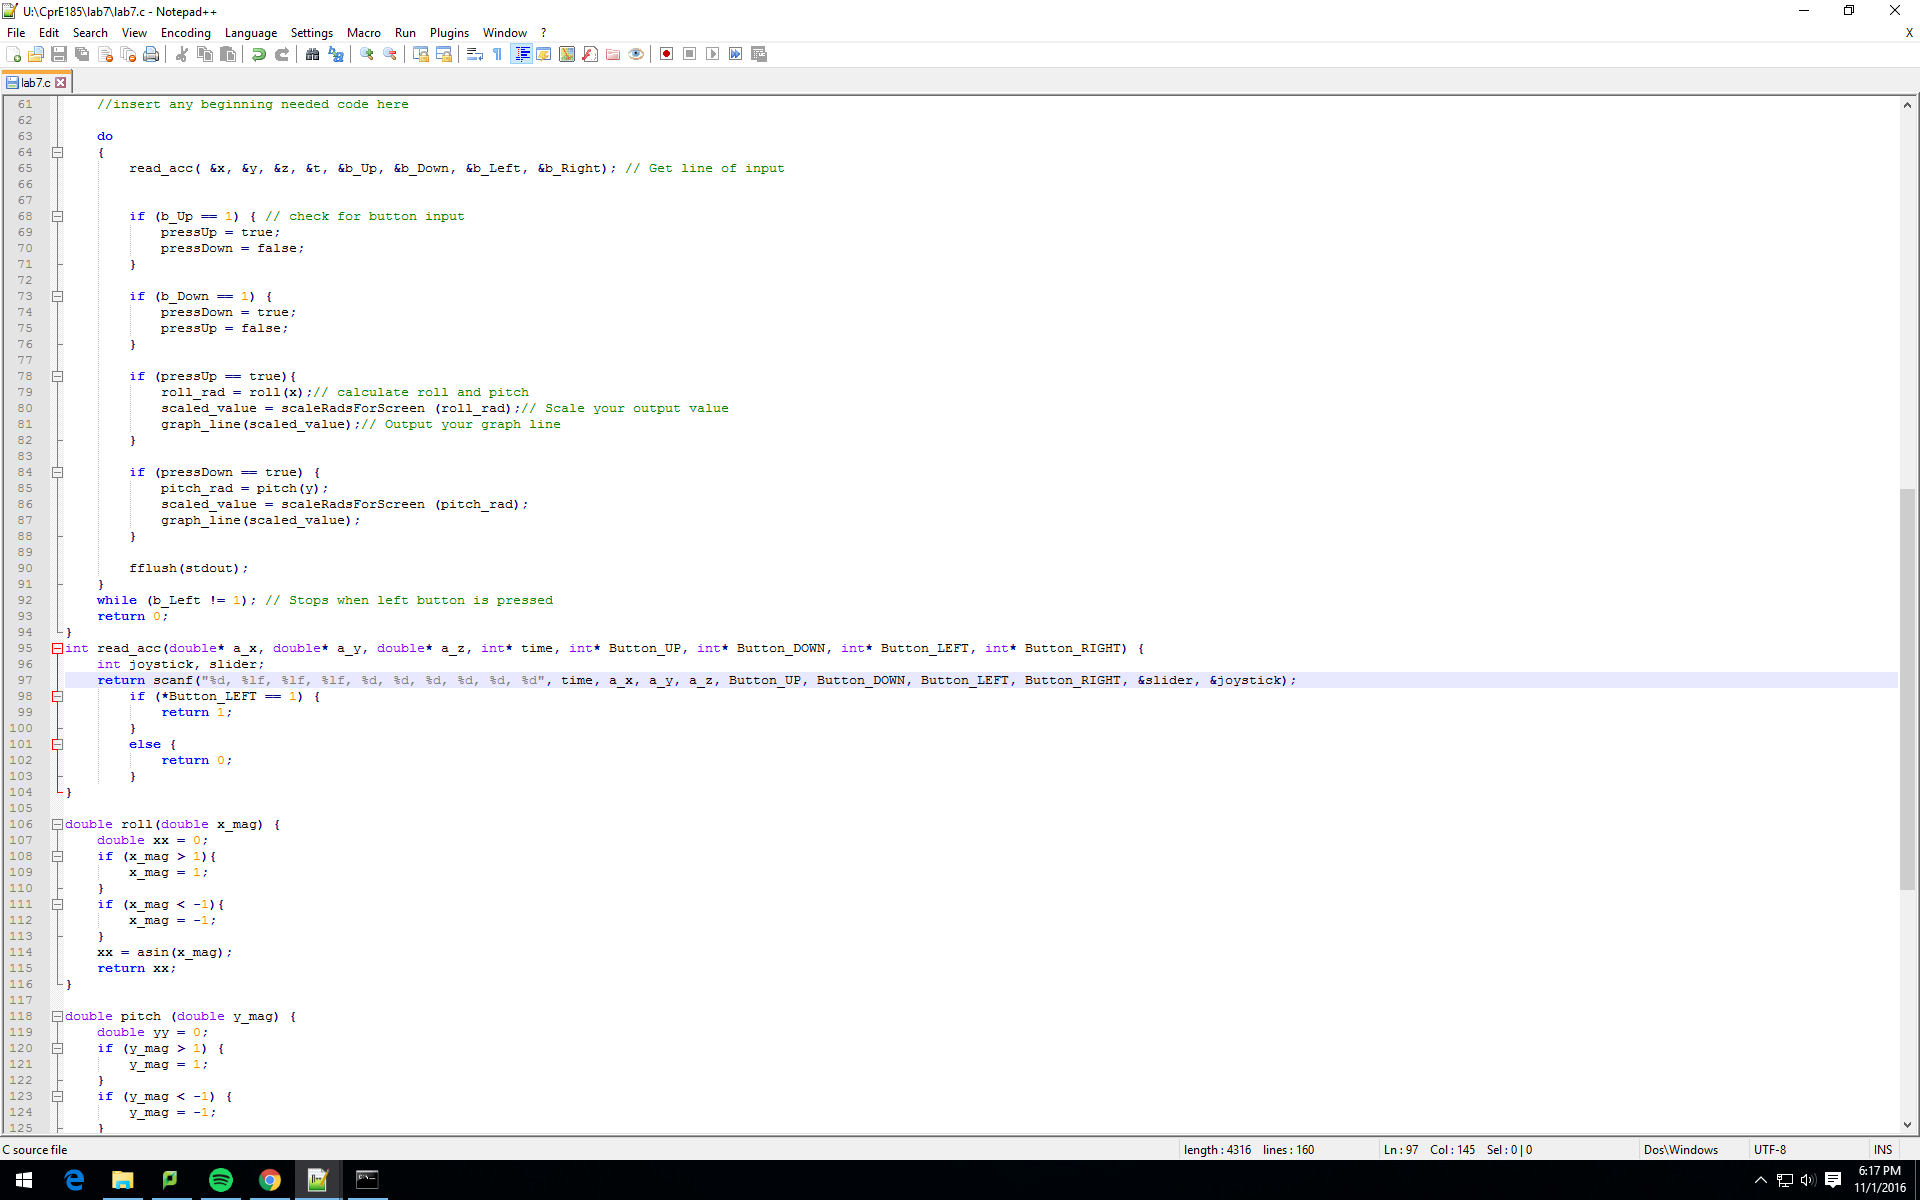 U:\CprE185\lab7\lab7.c - Notepad++
File Edit Search View Encoding Language Settings Macro Run Plugins Window ? X
lab7.c
61 //insert any beginning needed code here
62
63 do
64 {
65 read_acc( &x, &y, &z, &t, &b_Up, &b_Down, &b_Left, &b_Right); // Get line of input
66
67
68 if (b_Up == 1) { // check for button input
69 pressUp = true;
70 pressDown = false;
71 }
72
73 if (b_Down == 1) {
74 pressDown = true;
75 pressUp = false;
76 }
77
78 if (pressUp == true){
79 roll_rad = roll(x);// calculate roll and pitch
80 scaled_value = scaleRadsForScreen (roll_rad);// Scale your output value
81 graph_line(scaled_value);// Output your graph line
82 }
83
84 if (pressDown == true) {
85 pitch_rad = pitch(y);
86 scaled_value = scaleRadsForScreen (pitch_rad);
87 graph_line(scaled_value);
88 }
89
90 fflush(stdout);
91 }
92 while (b_Left != 1); // Stops when left button is pressed
93 return 0;
94 }
95 int read_acc(double* a_x, double* a_y, double* a_z, int* time, int* Button_UP, int* Button_DOWN, int* Button_LEFT, int* Button_RIGHT) {
96 int joystick, slider;
97 return scanf("%d, %lf, %lf, %lf, %d, %d, %d, %d, %d, %d", time, a_x, a_y, a_z, Button_UP, Button_DOWN, Button_LEFT, Button_RIGHT, &slider, &joystick);
98 if (*Button_LEFT == 1) {
99 return 1;
100 }
101 else {
102 return 0;
103 }
104 }
105
106 double roll(double x_mag) {
107 double xx = 0;
108 if (x_mag > 1){
109 x_mag = 1;
110 }
111 if (x_mag < -1){
112 x_mag = -1;
113 }
114 xx = asin(x_mag);
115 return xx;
116 }
117
118 double pitch (double y_mag) {
119 double yy = 0;
120 if (y_mag > 1) {
121 y_mag = 1;
122 }
123 if (y_mag < -1) {
124 y_mag = -1;
125 }
C source file length : 4316 lines : 160 Ln : 97 Col : 145 Sel : 0 | 0 Dos\Windows UTF-8 INS
6:17 PM
11/1/2016